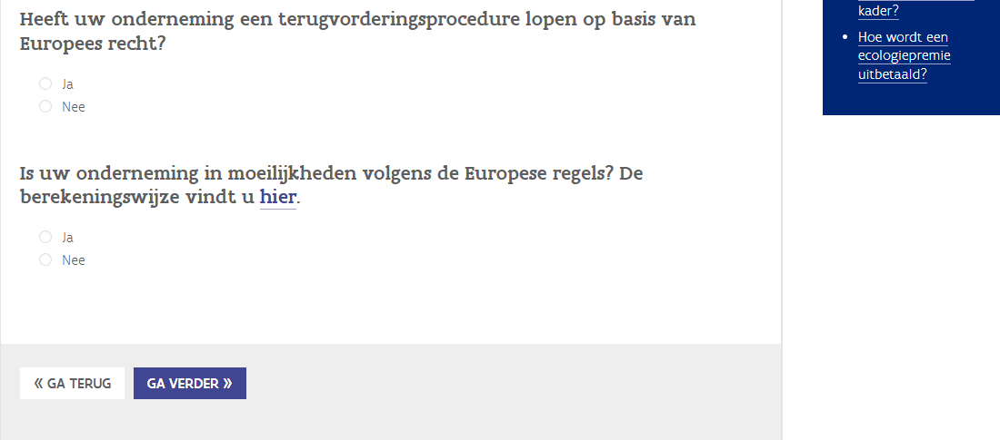 Heeft uw onderneming een terugvorderingsprocedure lopen op basis van
Europees recht?
Ja
Nee
Is uw onderneming in moeilijkheden volgens de Europese regels? De
berekeningswijze vindt u hier.
Ja
Nee
« GA TERUG
GA VERDER »
kader?
• Hoe wordt een
ecologiepremie
uitbetaald?